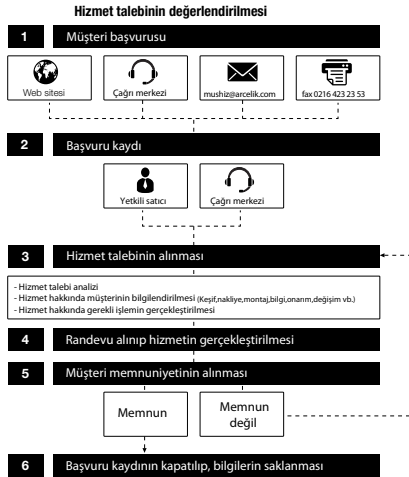 Hizmet talebinin değerlendirilmesi
1 Müşteri başvurusu
Web sitesi
Çağrı merkezi
mushiz@arcelik.com
fax 0216 423 23 53
2 Başvuru kaydı
Yetkili satıcı
Çağrı merkezi
3 Hizmet talebinin alınması
- Hizmet talebi analizi
- Hizmet hakkında müşterinin bilgilendirilmesi (Keşif,nakliye,montaj,bilgi,onarım,değişim vb.)
- Hizmet hakkında gerekli işlemin gerçekleştirilmesi
4 Randevu alınıp hizmetin gerçekleştirilmesi
5 Müşteri memnuniyetinin alınması
Memnun
Memnun
değil
6 Başvuru kaydının kapatılıp, bilgilerin saklanması